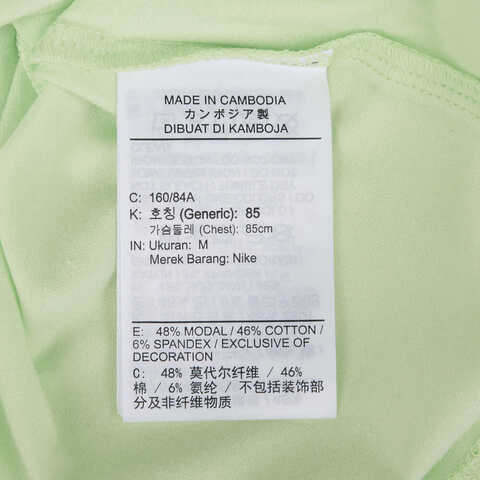 MADE IN CAMBODIA
カンボジア製
DIBUAT DI KAMBOJA
C: 160/84A
K: 호칭 (Generic): 85
가슴둘레 (Chest): 85cm
IN: Ukuran: M
Merek Barang: Nike
E: 48% MODAL / 46% COTTON /
6% SPANDEX / EXCLUSIVE OF
DECORATION
C: 48% 莫代尔纤维 / 46%
棉 / 6% 氨纶 / 不包括装饰部
分及非纤维物质